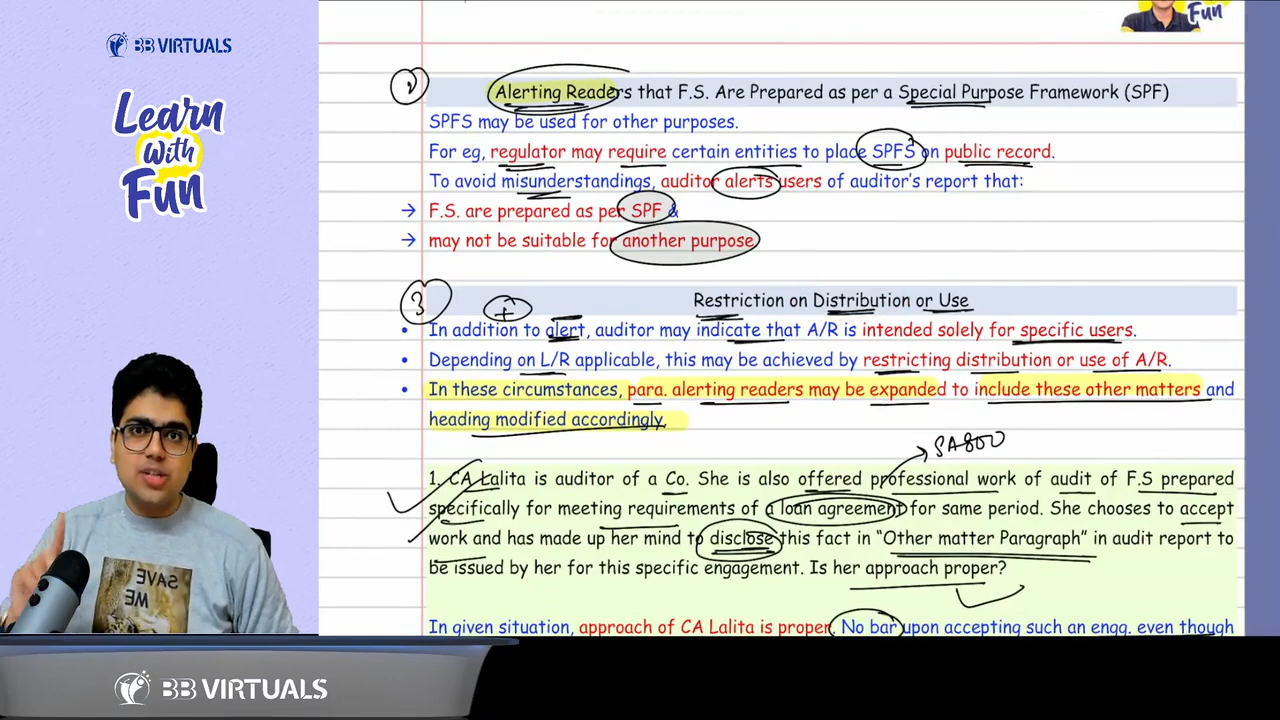 BB VIRTUALS
Learn
With
Fun
Fun
2
Alerting Readers that F.S. Are Prepared as per a Special Purpose Framework (SPF)
SPFS may be used for other purposes.
For eg, regulator may require certain entities to place SPFS on public record.
To avoid misunderstandings, auditor alerts users of auditor's report that:
→ F.S. are prepared as per SPF &
→ may not be suitable for another purpose
3
+
Restriction on Distribution or Use
• In addition to alert, auditor may indicate that A/R is intended solely for specific users.
• Depending on L/R applicable, this may be achieved by restricting distribution or use of A/R.
• In these circumstances, para. alerting readers may be expanded to include these other matters and
heading modified accordingly.
SA800
1. CA Lalita is auditor of a Co. She is also offered professional work of audit of F.S prepared
specifically for meeting requirements of a loan agreement for same period. She chooses to accept
work and has made up her mind to disclose this fact in "Other matter Paragraph" in audit report to
be issued by her for this specific engagement. Is her approach proper?
In given situation, approach of CA Lalita is proper. No bar upon accepting such an engg. even though
SAVE
ME
BB VIRTUALS